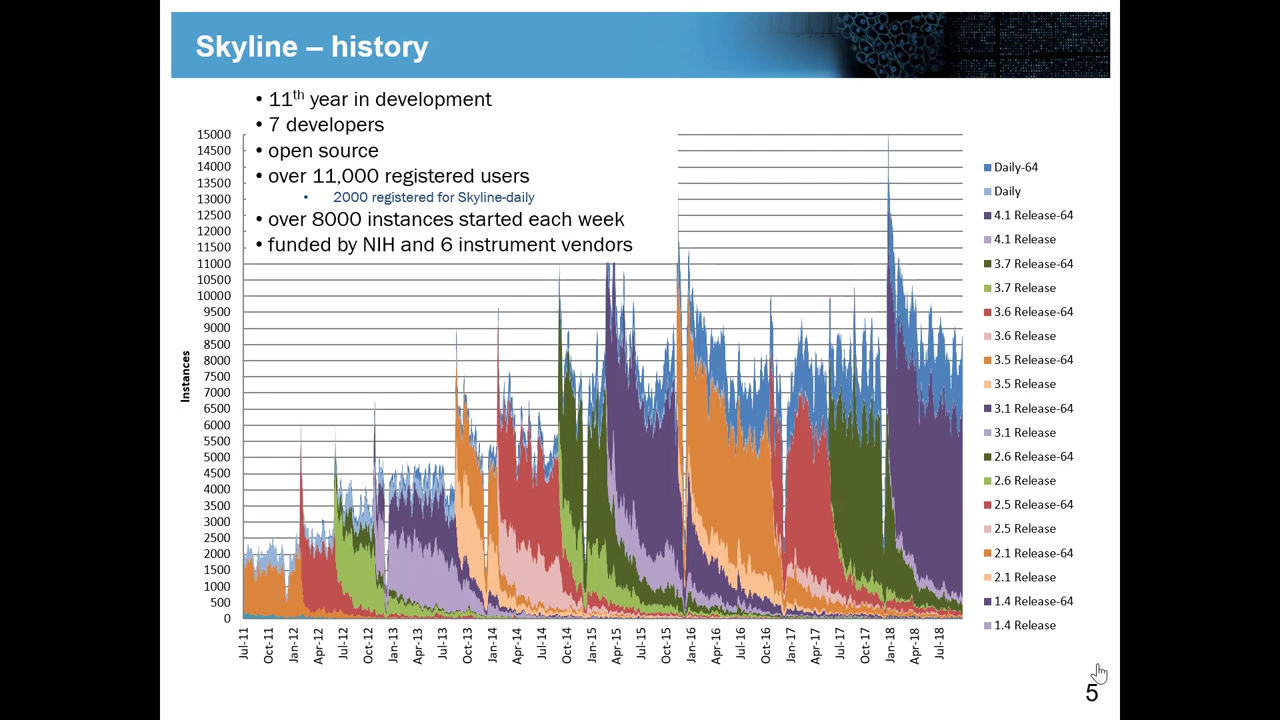 Skyline – history
• 11th year in development
• 7 developers
• open source
• over 11,000 registered users
• 2000 registered for Skyline-daily
• over 8000 instances started each week
• funded by NIH and 6 instrument vendors
15000
14500
14000
13500
13000
12500
12000
11500
11000
10500
10000
9500
9000
8500
8000
7500
7000
6500
6000
5500
5000
4500
4000
3500
3000
2500
2000
1500
1000
500
0
Instances
Jul-11
Oct-11
Jan-12
Apr-12
Jul-12
Oct-12
Jan-13
Apr-13
Jul-13
Oct-13
Jan-14
Apr-14
Jul-14
Oct-14
Jan-15
Apr-15
Jul-15
Oct-15
Jan-16
Apr-16
Jul-16
Oct-16
Jan-17
Apr-17
Jul-17
Oct-17
Jan-18
Apr-18
Jul-18
Daily-64
Daily
4.1 Release-64
4.1 Release
3.7 Release-64
3.7 Release
3.6 Release-64
3.6 Release
3.5 Release-64
3.5 Release
3.1 Release-64
3.1 Release
2.6 Release-64
2.6 Release
2.5 Release-64
2.5 Release
2.1 Release-64
2.1 Release
1.4 Release-64
1.4 Release
5